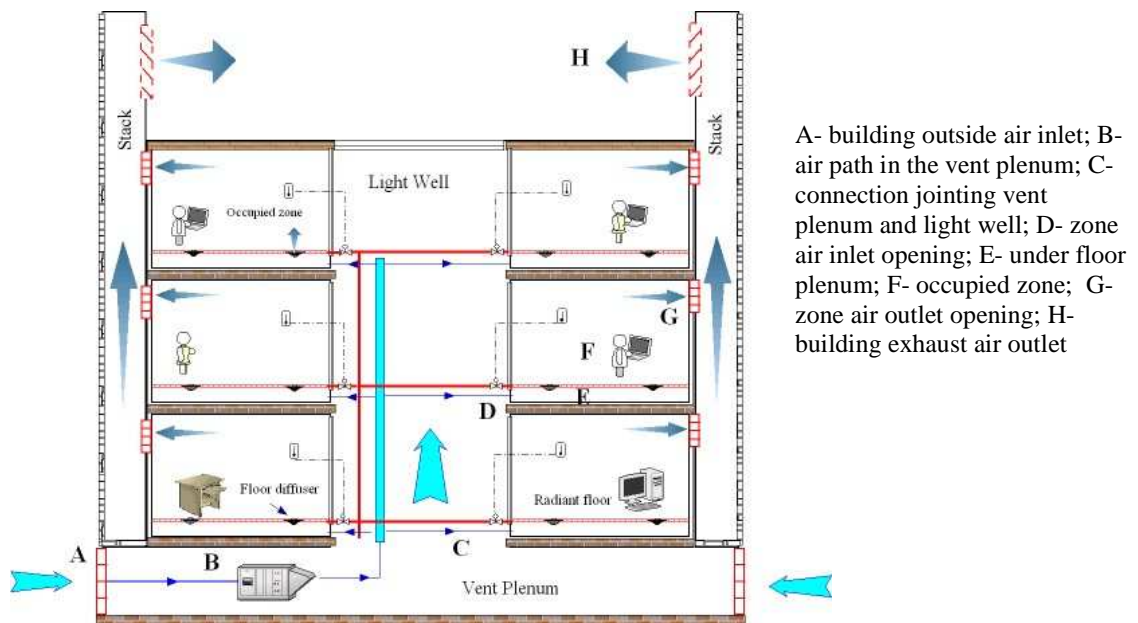 H
Stack
Stack
Light Well
Occupied zone
G
F
D
E
Floor diffuser
Radiant floor
C
A
B
Vent Plenum
A- building outside air inlet; B-
air path in the vent plenum; C-
connection jointing vent
plenum and light well; D- zone
air inlet opening; E- under floor
plenum; F- occupied zone; G-
zone air outlet opening; H-
building exhaust air outlet